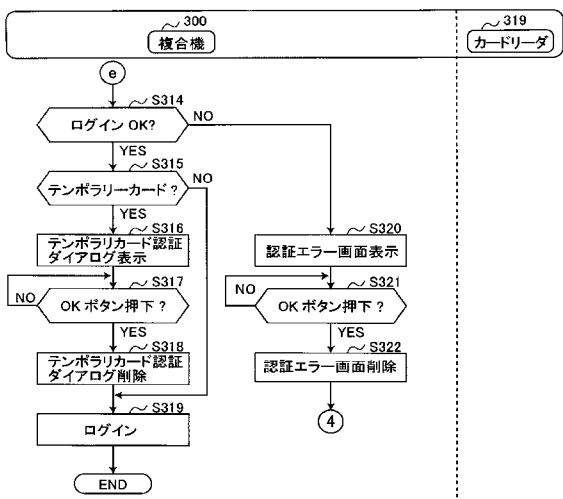 300
複合機
319
カードリーダ
e
S314
ログイン OK?
NO
YES
S315
テンポラリーカード？
NO
YES
S316
テンポラリカード認証
ダイアログ表示
S317
NO
OK ボタン押下？
YES
S318
テンポラリカード認証
ダイアログ削除
S319
ログイン
END
S320
認証エラー画面表示
S321
NO
OK ボタン押下？
YES
S322
認証エラー画面削除
4